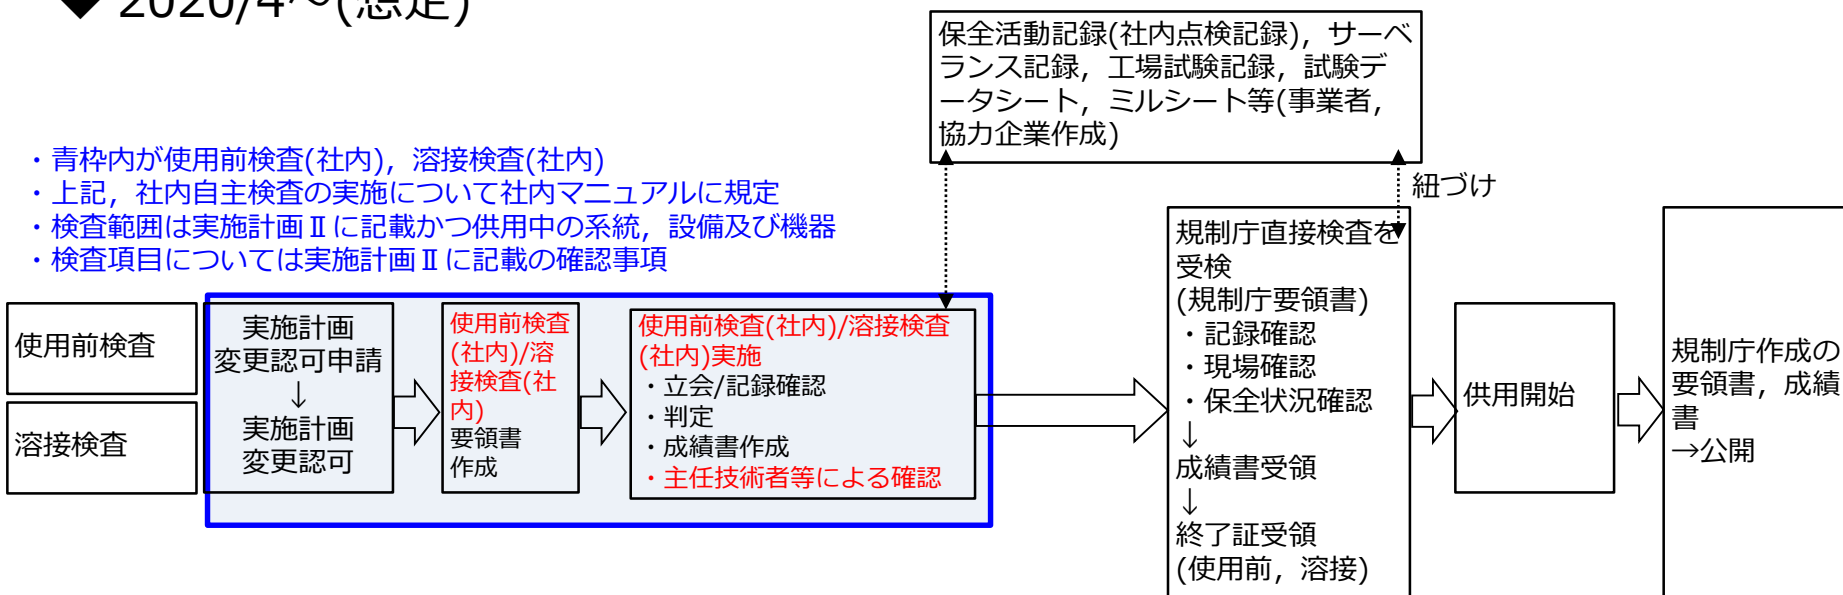 ◆ 2020/4～(想定)
保全活動記録(社内点検記録)，サーベ
ランス記録，工場試験記録，試験デ
ータシート，ミルシート等(事業者，
協力企業作成)
・青枠内が使用前検査(社内)，溶接検査(社内)
・上記，社内自主検査の実施について社内マニュアルに規定
・検査範囲は実施計画Ⅱに記載かつ供用中の系統，設備及び機器
・検査項目については実施計画Ⅱに記載の確認事項
紐づけ
使用前検査
溶接検査
実施計画
変更認可申請
↓
実施計画
変更認可
使用前検査
(社内)/溶
接検査(社
内)
要領書
作成
使用前検査(社内)/溶接検査
(社内)実施
・立会/記録確認
・判定
・成績書作成
・主任技術者等による確認
規制庁直接検査を
受検
(規制庁要領書)
・記録確認
・現場確認
・保全状況確認
↓
成績書受領
↓
終了証受領
(使用前，溶接)
供用開始
規制庁作成の
要領書，成績
書
→公開